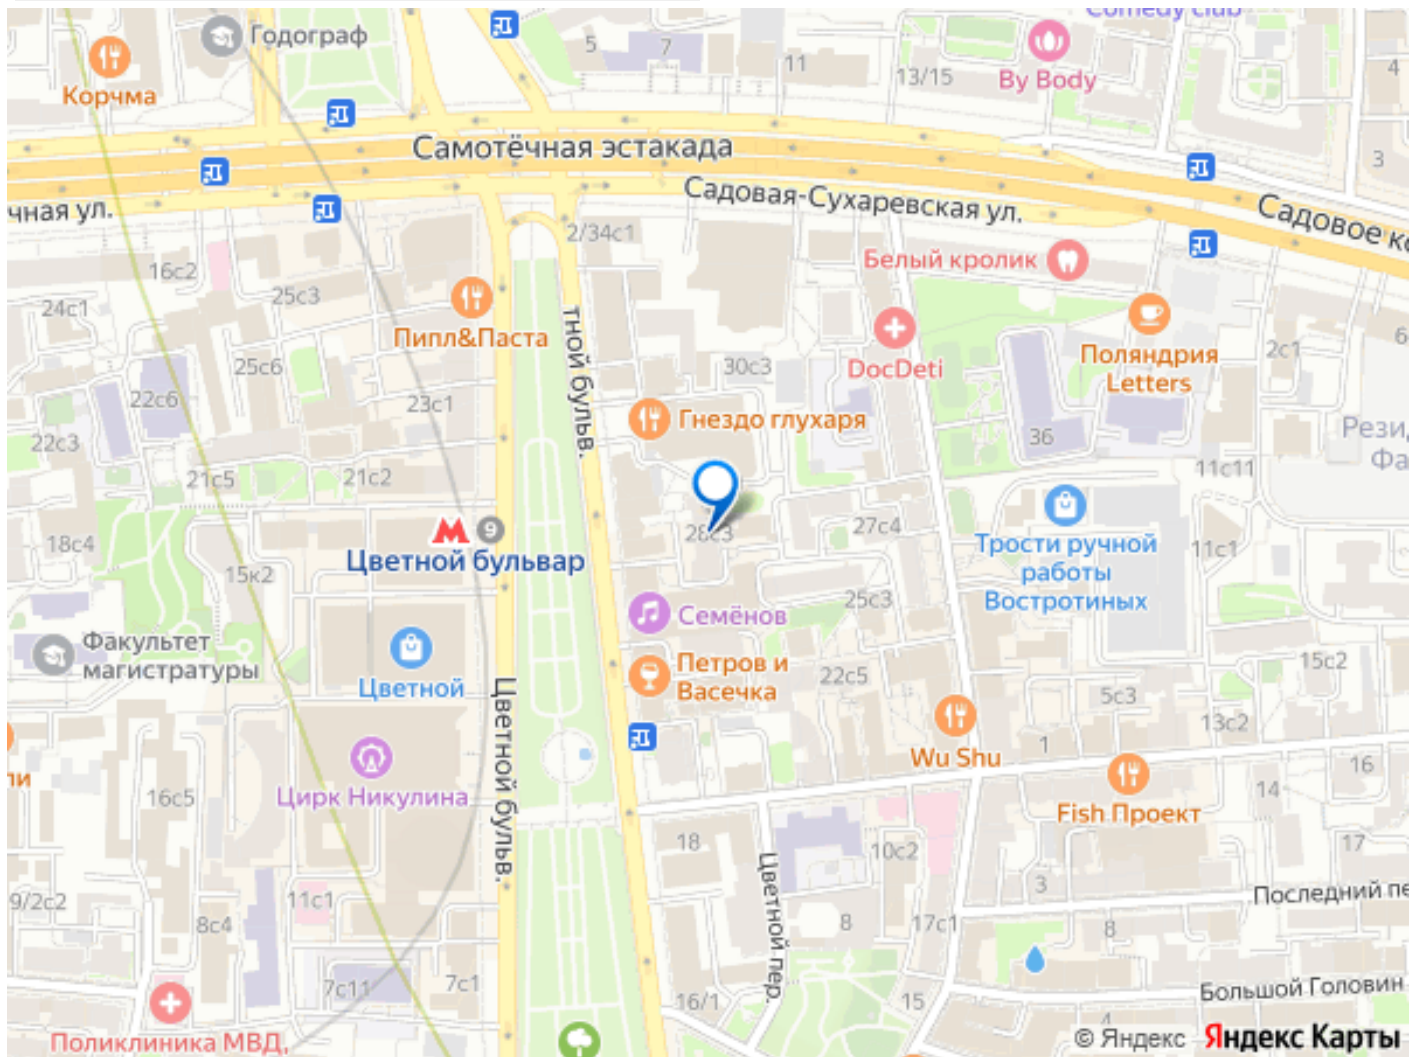 Comedy Club
Годограф
5
7
11
13/15
4
Корчма
By Body
Самотёчная эстакада
3
чная ул.
Садовая-Сухаревская ул.
Садовое ко
2/34с1
16с2
Белый кролик
25с3
24с1
Пипл&Паста
тной бульв.
DocDeti
Поляндрия
Letters
2с1
6
25с6
30с3
22с6
23с1
Гнездо глухаря
36
22с3
Рези
Фа
21с5
21с2
11с11
9
28с3
27с4
Цветной бульвар
Трости ручной
работы
Востротиных
18с4
11с1
15к2
25с3
Семёнов
Факультет
магистратуры
Цветной
Петров и
Васечка
22с5
15с2
5с3
13с2
Цветной бульв.
Wu Shu
1
ли
16
Цирк Никулина
16с5
14
Fish Проект
18
10с2
17
Цветной пер.
3
Последний пе
9/2с2
11с1
8с4
8
17с1
8
7с11
7с1
16/1
15
Большой Головин
Поликлиника МВД,
© Яндекс Яндекс Карты